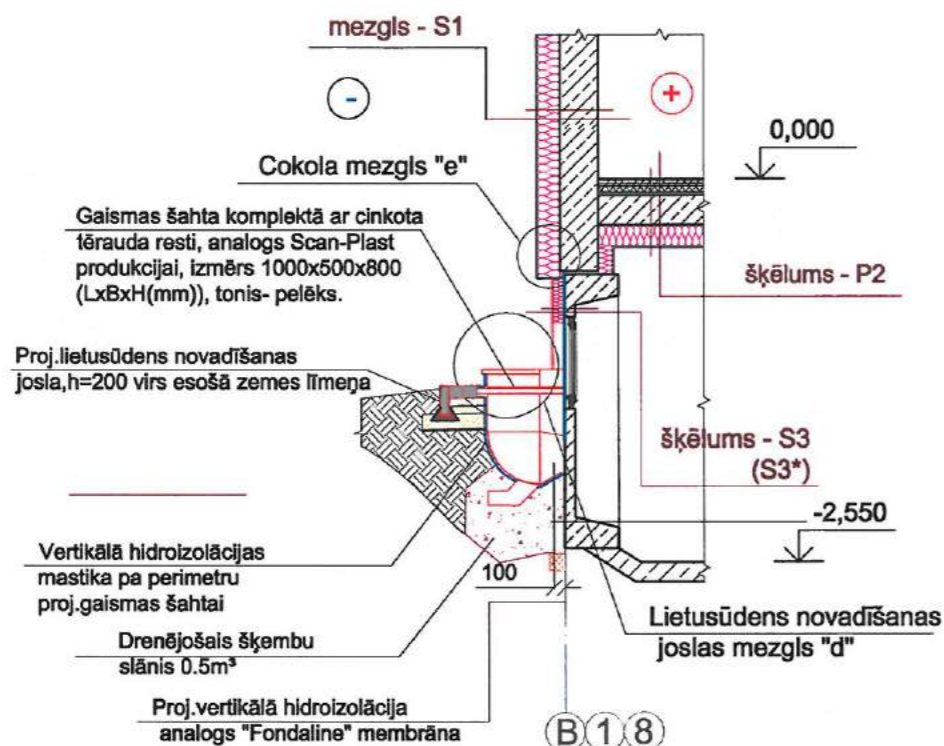 mezgls - S1
-
+
0,000
Cokola mezgls "e"
Gaismas šahta komplektā ar cinkota
tērauda resti, analogs Scan-Plast
produkcijai, izmērs 1000x500x800
(LxBxH(mm)), tonis- pelēks.
šķēlums - P2
Proj.lietusūdens novadīšanas
josla,h=200 virs esošā zemes līmeņa
šķēlums - S3
(S3*)
-2,550
Vertikālā hidroizolācijas
mastika pa perimetru
proj.gaismas šahtai
100
Lietusūdens novadīšanas
joslas mezgls "d"
Drenējošais šķembu
slānis 0.5m³
Proj.vertikālā hidroizolācija
analogs "Fondaline" membrāna
B 1 8